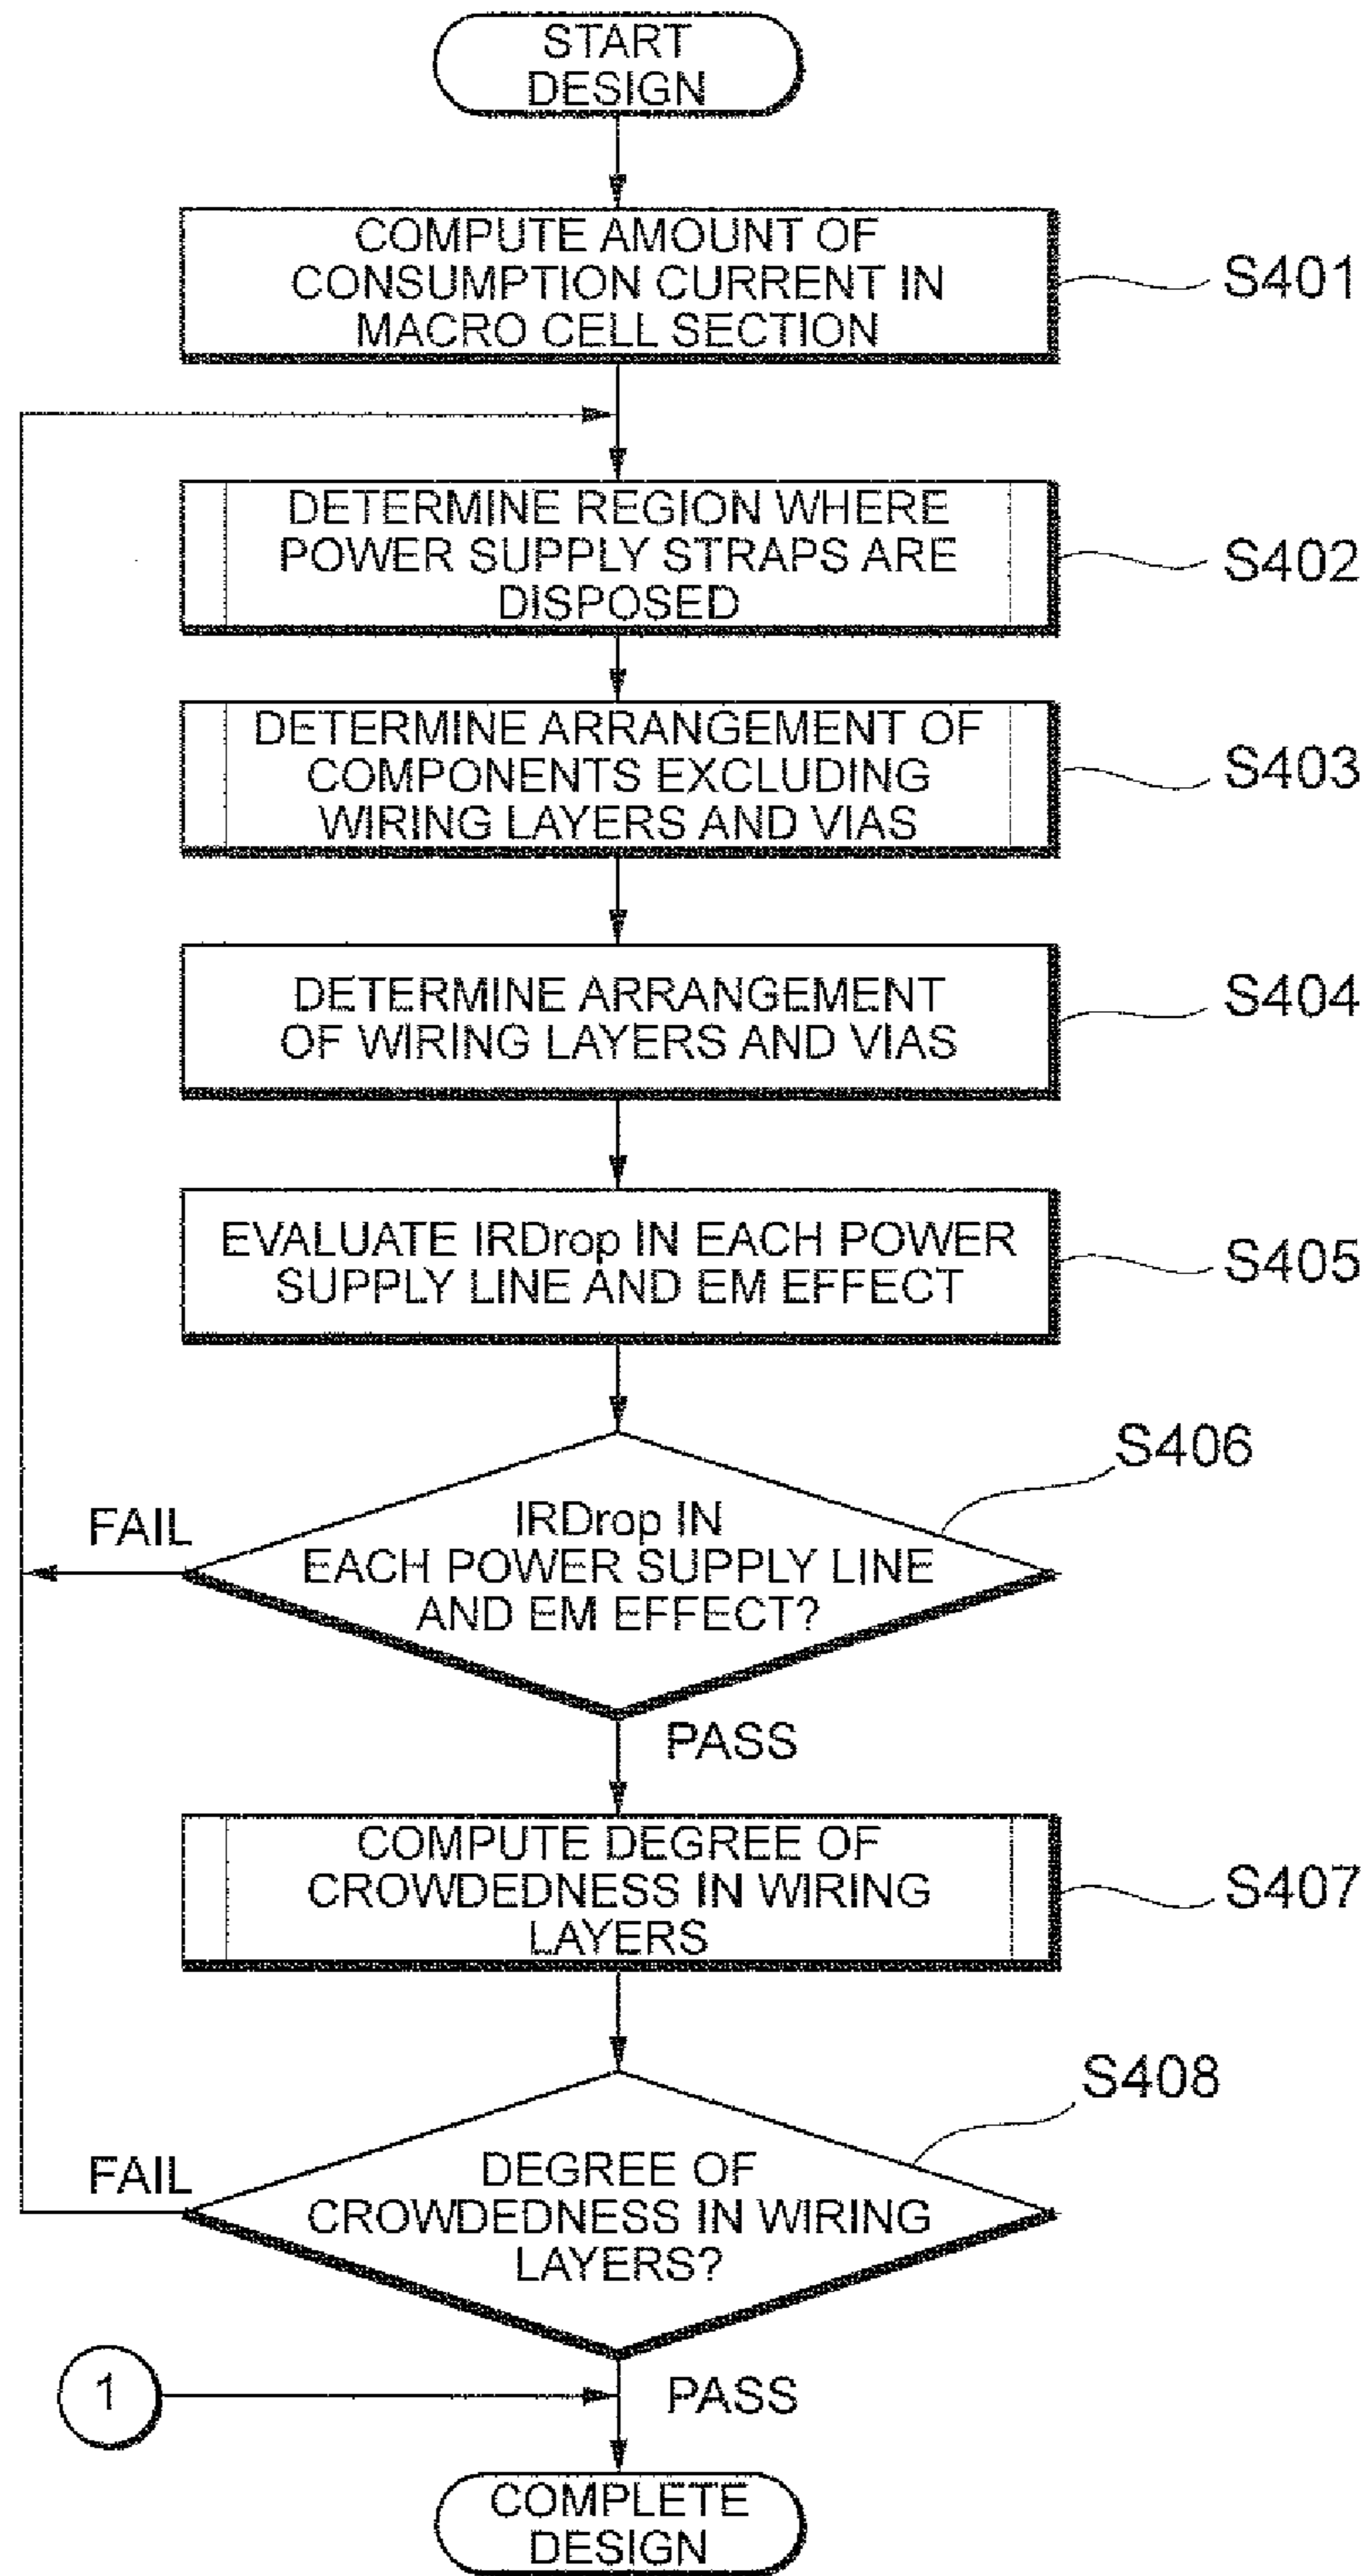 START
DESIGN
COMPUTE AMOUNT OF
CONSUMPTION CURRENT IN
MACRO CELL SECTION
S401
DETERMINE REGION WHERE
POWER SUPPLY STRAPS ARE
DISPOSED
S402
DETERMINE ARRANGEMENT OF
COMPONENTS EXCLUDING
WIRING LAYERS AND VIAS
S403
DETERMINE ARRANGEMENT
OF WIRING LAYERS AND VIAS
S404
EVALUATE IRDrop IN EACH POWER
SUPPLY LINE AND EM EFFECT
S405
S406
FAIL
IRDrop IN
EACH POWER SUPPLY LINE
AND EM EFFECT?
PASS
COMPUTE DEGREE OF
CROWDEDNESS IN WIRING
LAYERS
S407
S408
FAIL
DEGREE OF
CROWDEDNESS IN WIRING
LAYERS?
1
PASS
COMPLETE
DESIGN